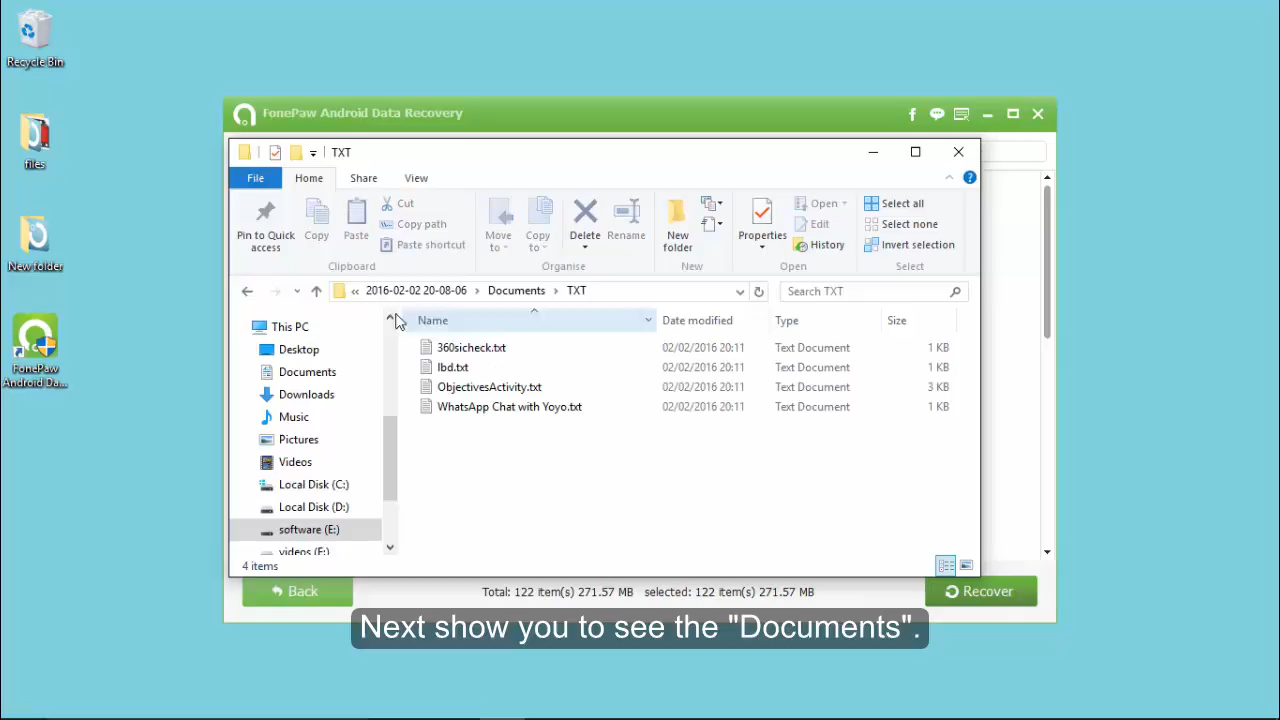 Recycle Bin
files
New folder
FonePaw
Android Da...
FonePaw Android Data Recovery
TXT
File Home Share View
Pin to Quick
access
Copy
Paste
Cut
Copy path
Paste shortcut
Clipboard
Move
to
Copy
to
Delete
Rename
Organise
New
folder
New
Properties
Open
Edit
History
Open
Select all
Select none
Invert selection
Select
« 2016-02-02 20-08-06 › Documents › TXT
Search TXT
This PC
Desktop
Documents
Downloads
Music
Pictures
Videos
Local Disk (C:)
Local Disk (D:)
software (E:)
videos (F:)
Name Date modified Type Size
360sicheck.txt 02/02/2016 20:11 Text Document 1 KB
lbd.txt 02/02/2016 20:11 Text Document 1 KB
ObjectivesActivity.txt 02/02/2016 20:11 Text Document 3 KB
WhatsApp Chat with Yoyo.txt 02/02/2016 20:11 Text Document 1 KB
4 items
Back
Total: 122 item(s) 271.57 MB selected: 122 item(s) 271.57 MB
Recover
Next show you to see the "Documents".